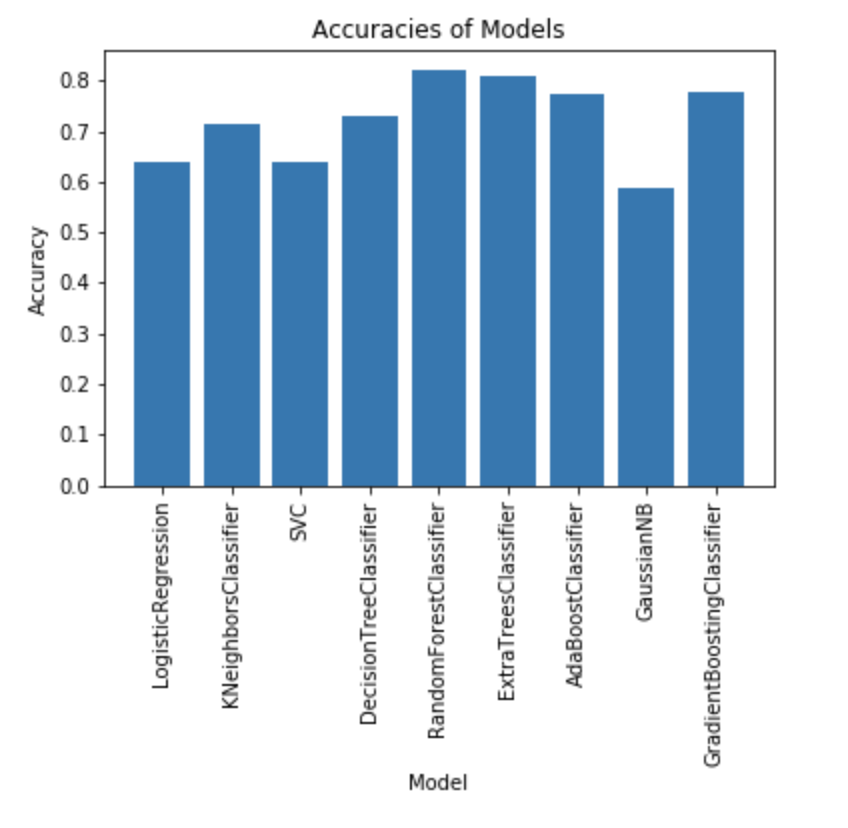 Accuracies of Models
Accuracy
0.8
0.7
0.6
0.5
0.4
0.3
0.2
0.1
0.0
LogisticRegression
KNeighborsClassifier
SVC
DecisionTreeClassifier
RandomForestClassifier
ExtraTreesClassifier
AdaBoostClassifier
GaussianNB
GradientBoostingClassifier
Model